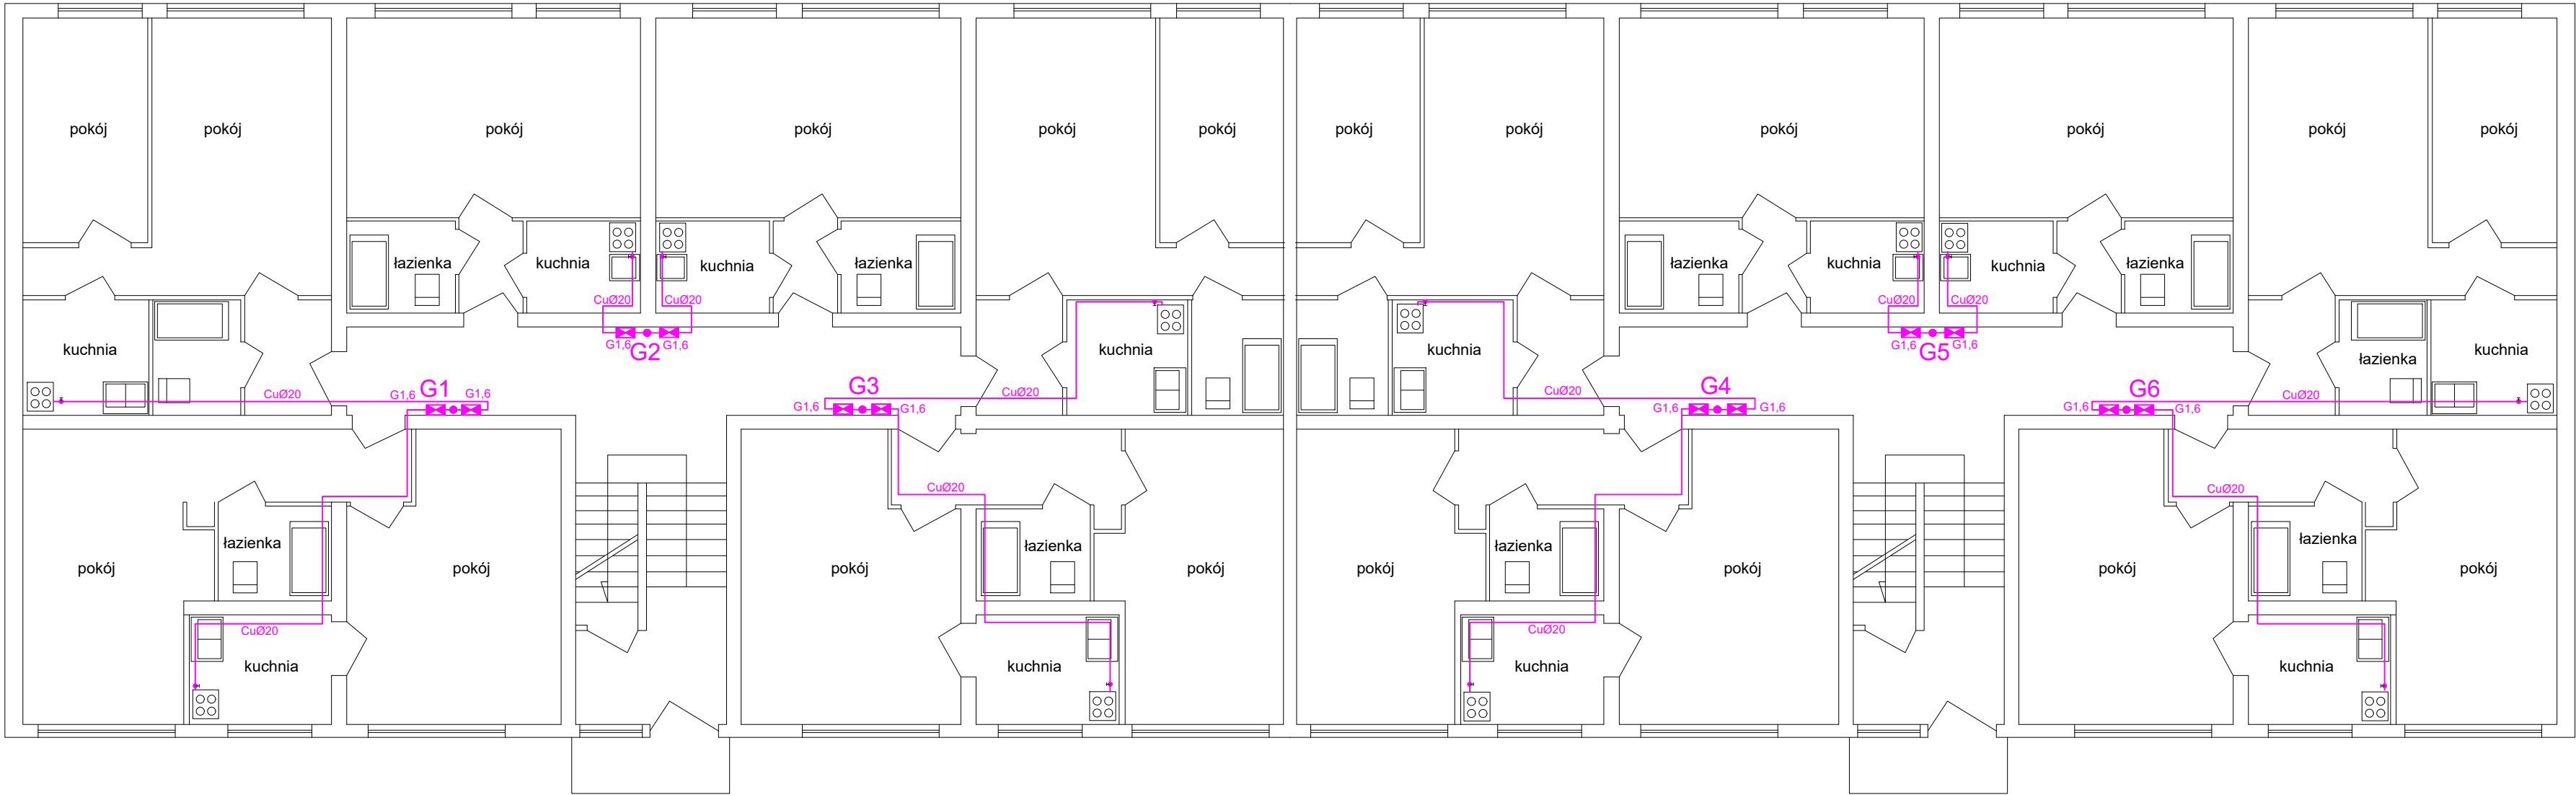 pokój
pokój
pokój
pokój
pokój
pokój
pokój
pokój
pokój
pokój
pokój
pokój
łazienka
kuchnia
kuchnia
łazienka
łazienka
kuchnia
kuchnia
łazienka
CuØ20
CuØ20
CuØ20
CuØ20
G1,6
G2
G1,6
G1,6
G5
G1,6
kuchnia
kuchnia
kuchnia
łazienka
kuchnia
CuØ20
G1,6
G1
G1,6
G3
G1,6
G1,6
CuØ20
CuØ20
G4
G1,6
G1,6
G6
G1,6
G1,6
CuØ20
CuØ20
CuØ20
łazienka
łazienka
łazienka
łazienka
pokój
pokój
pokój
pokój
pokój
pokój
pokój
pokój
CuØ20
CuØ20
kuchnia
kuchnia
kuchnia
kuchnia